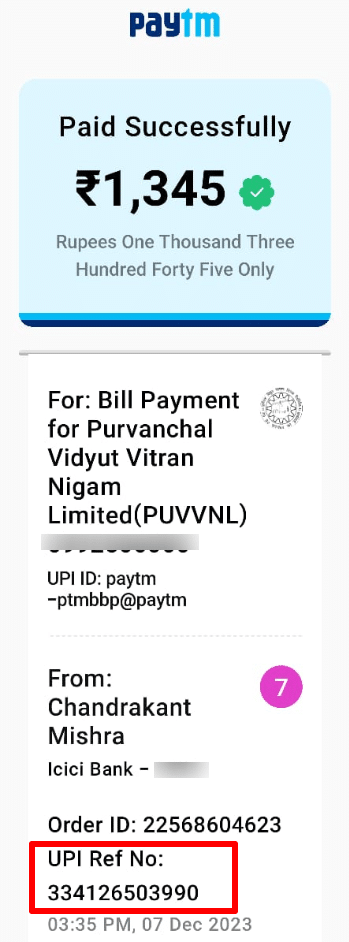 paytm
Paid Successfully
₹1,345
Rupees One Thousand Three
Hundred Forty Five Only
For: Bill Payment
for Purvanchal
Vidyut Vitran
Nigam
Limited(PUVVNL)
UPI ID: paytm
-ptmbbp@paytm
From:
Chandrakant
Mishra
7
Icici Bank -
Order ID: 22568604623
UPI Ref No:
334126503990
03:35 PM, 07 Dec 2023